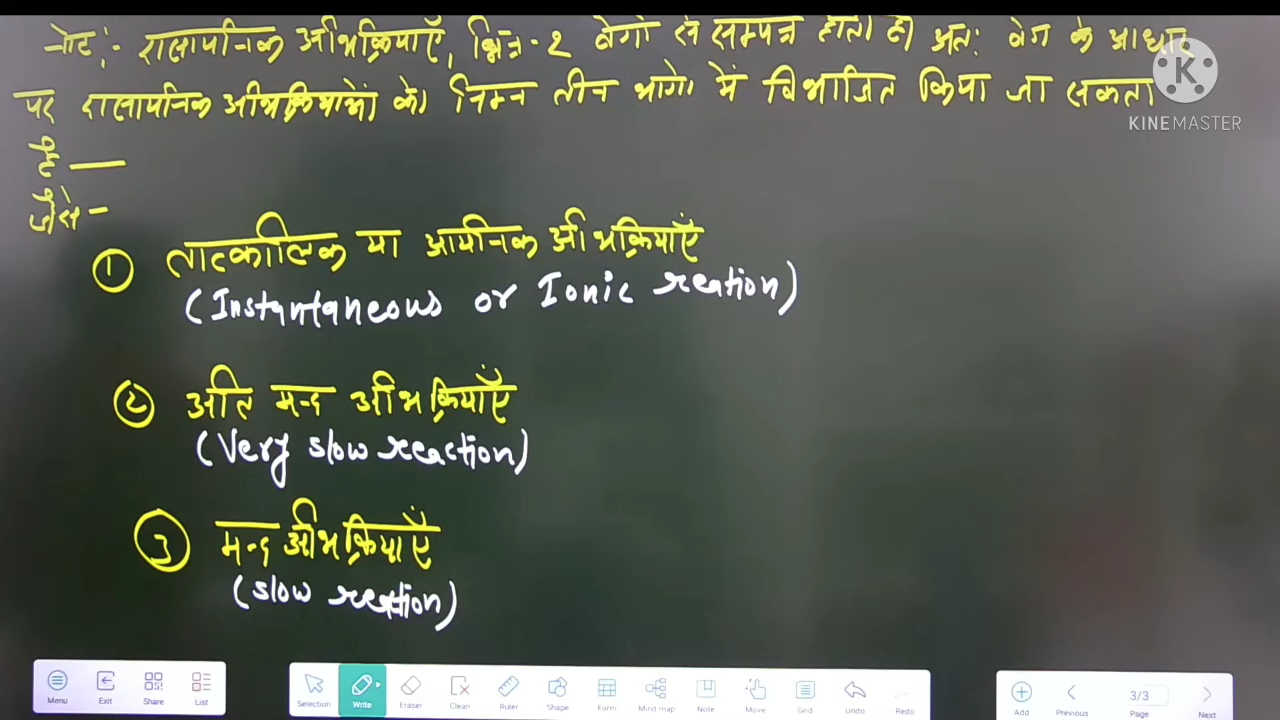 नोट:- रासायनिक अभिक्रियाएँ, भिन्न-2 वेगों से सम्पन्न होती हैं अतः वेग के आधार
पर रासायनिक अभिक्रियाओं को निम्न तीन भागों में विभाजित किया जा सकता
है —
जैसे -
① तात्कालिक या आयनिक अभिक्रियाएँ
(Instantaneous or Ionic reation)
② अति मन्द अभिक्रियाएँ
(Very slow reaction)
③ मन्द अभिक्रियाएँ
(slow reation)
KINEMASTER
Menu Exit Share List Selection Write Eraser Clean Ruler Shape Form Mind map Note Move Grid Undo Redo Add Previous 3/3 Page Next